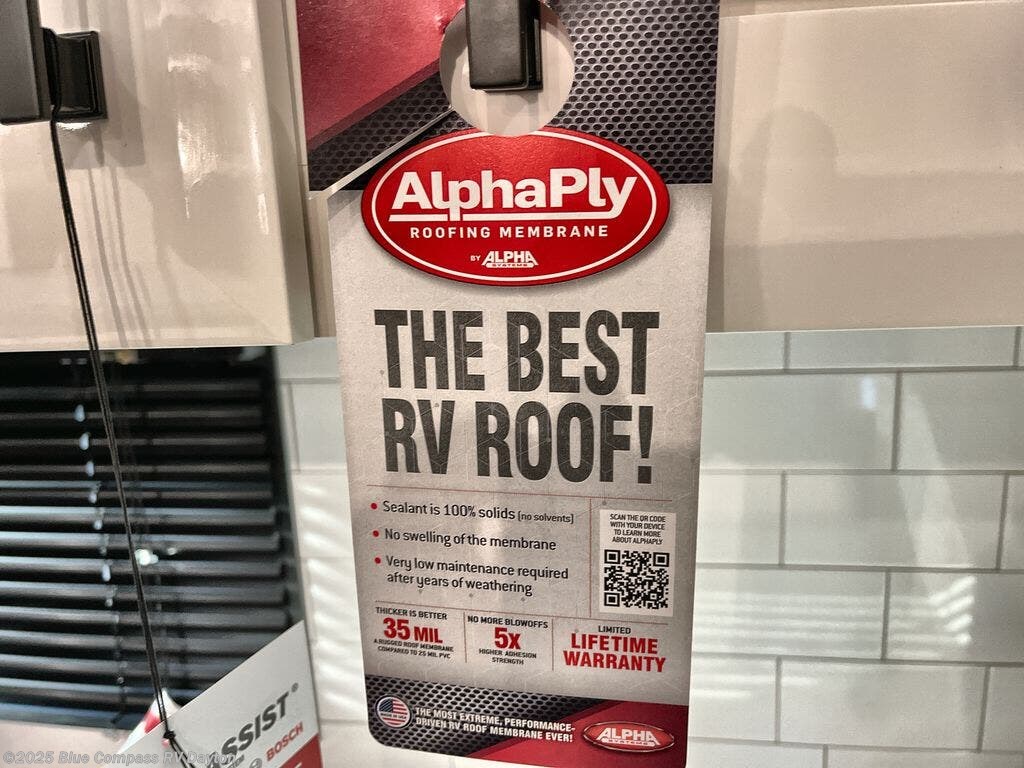 AlphaPly
ROOFING MEMBRANE
BY ALPHA
SYSTEMS
THE BEST
RV ROOF!
• Sealant is 100% solids (no solvents)
• No swelling of the membrane
• Very low maintenance required
after years of weathering
SCAN THE QR CODE
WITH YOUR DEVICE
TO LEARN MORE
ABOUT ALPHAPLY
THICKER IS BETTER
35 MIL
A RUGGED ROOF MEMBRANE
COMPARED TO 25 MIL PVC
NO MORE BLOWOFFS
5x
HIGHER ADHESION
STRENGTH
LIMITED
LIFETIME
WARRANTY
THE MOST EXTREME, PERFORMANCE-
DRIVEN RV ROOF MEMBRANE EVER!
ALPHA
SYSTEMS
SSIST®
BOSCH
©2025 Blue Compass RV Dayton